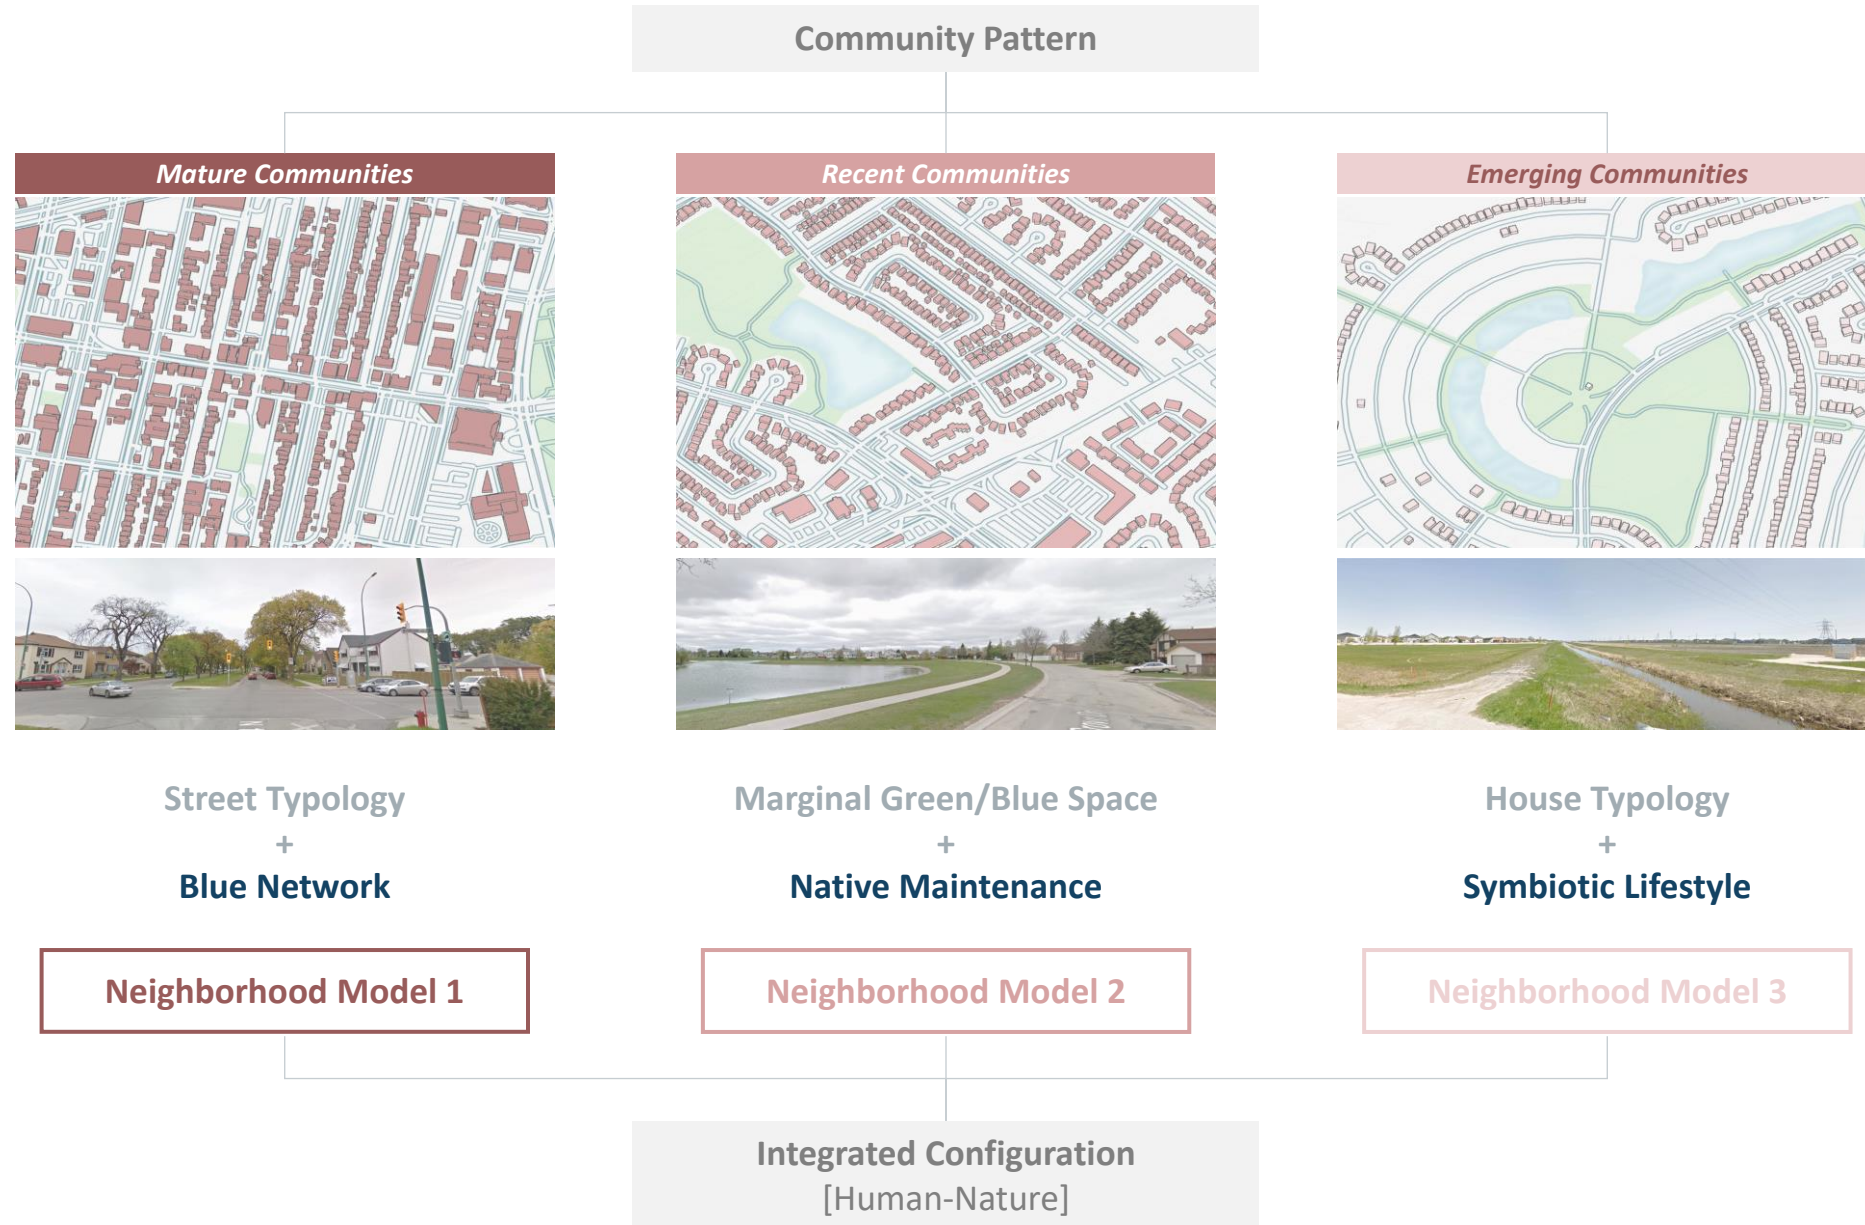 Community Pattern
Mature Communities
Recent Communities
Emerging Communities
Street Typology
+
Blue Network
Marginal Green/Blue Space
+
Native Maintenance
House Typology
+
Symbiotic Lifestyle
Neighborhood Model 1
Neighborhood Model 2
Neighborhood Model 3
Integrated Configuration
[Human-Nature]